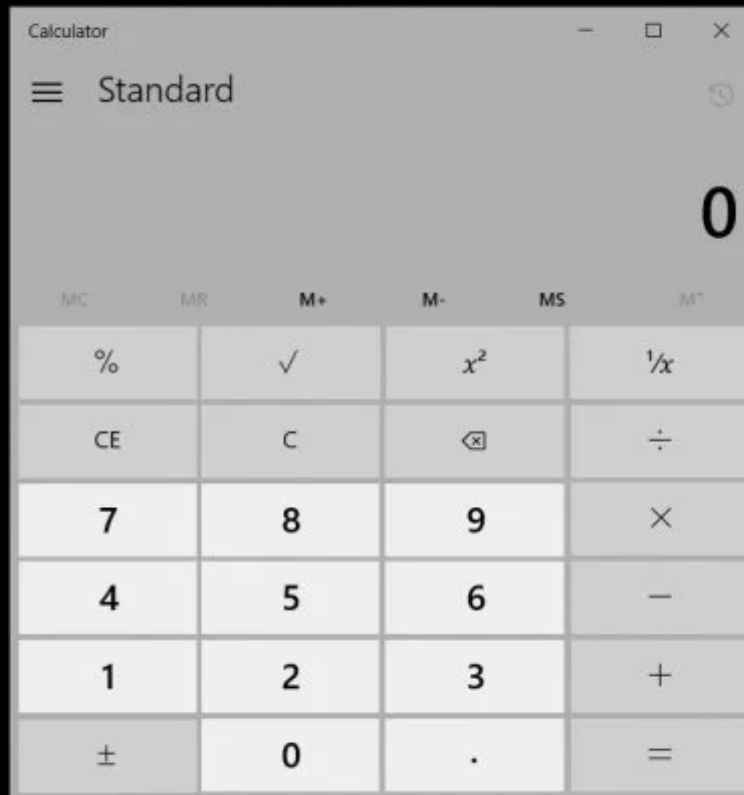 Calculator
Standard
0
MC MR M+ M- MS M˅
% √ x² ¹/x
CE C ⌫ ÷
7 8 9 ×
4 5 6 −
1 2 3 +
± 0 . =